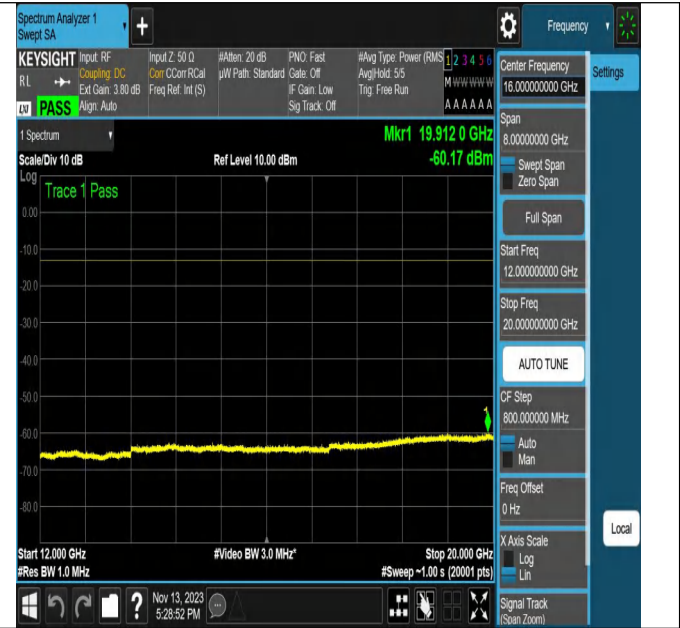 Spectrum Analyzer 1
Swept SA
Frequency
KEYSIGHT
RL
LXI
PASS
Input: RF
Coupling: DC
Ext Gain: 3.80 dB
Align: Auto
Input Z: 50 Ω
Corr CCorr RCal
Freq Ref: Int (S)
#Atten: 20 dB
µW Path: Standard
PNO: Fast
Gate: Off
IF Gain: Low
Sig Track: Off
#Avg Type: Power (RMS
Avg|Hold: 5/5
Trig: Free Run
1 2 3 4 5 6
M W W W W W
A A A A A A
1 Spectrum
Scale/Div 10 dB
Ref Level 10.00 dBm
Mkr1 19.912 0 GHz
-60.17 dBm
Log
Trace 1 Pass
0.00
-10.0
-20.0
-30.0
-40.0
-50.0
-60.0
-70.0
-80.0
1
Start 12.000 GHz
#Res BW 1.0 MHz
#Video BW 3.0 MHz*
Stop 20.000 GHz
#Sweep ~1.00 s (20001 pts)
Nov 13, 2023
5:28:52 PM
Center Frequency
16.000000000 GHz
Settings
Span
8.00000000 GHz
Swept Span
Zero Span
Full Span
Start Freq
12.000000000 GHz
Stop Freq
20.000000000 GHz
AUTO TUNE
CF Step
800.000000 MHz
Auto
Man
Freq Offset
0 Hz
X Axis Scale
Log
Lin
Local
Signal Track
(Span Zoom)